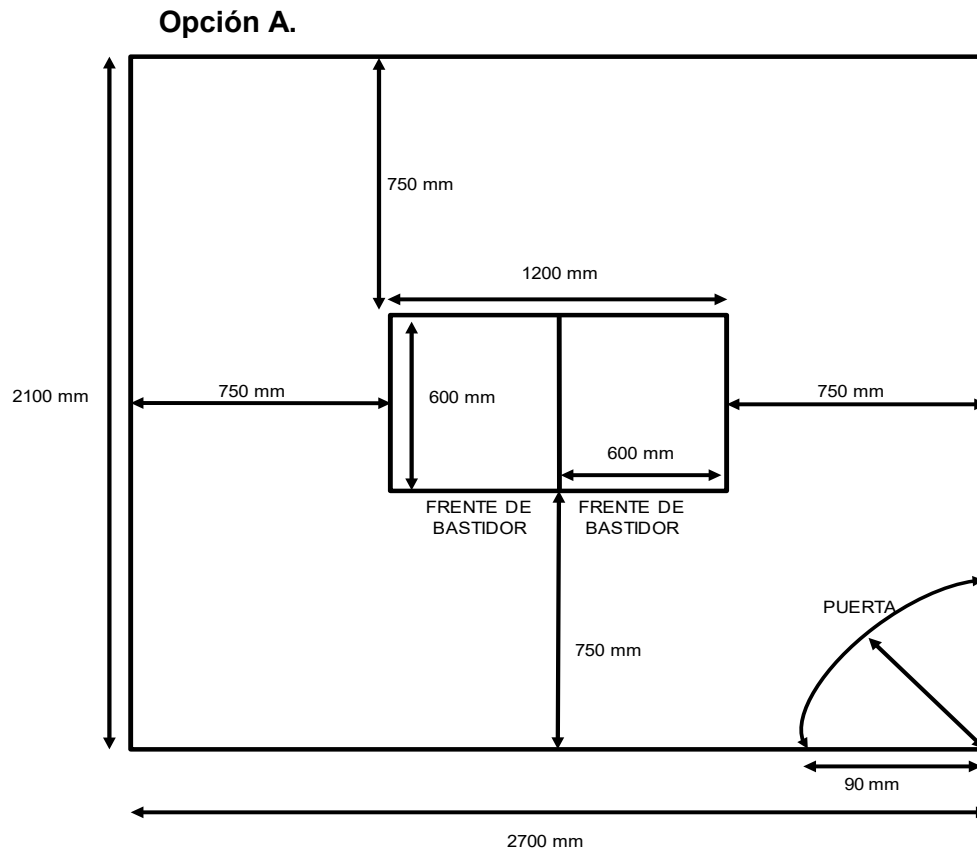 Opción A.
750 mm
1200 mm
2100 mm
750 mm
600 mm
750 mm
600 mm
FRENTE DE
BASTIDOR
FRENTE DE
BASTIDOR
PUERTA
750 mm
90 mm
2700 mm